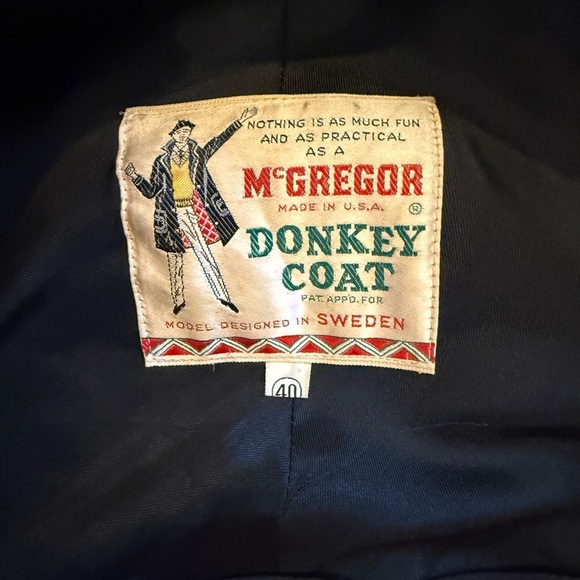 NOTHING IS AS MUCH FUN
AND AS PRACTICAL
AS A
McGREGOR
MADE IN U.S.A. ®
DONKEY
COAT
PAT. APP'D. FOR
MODEL DESIGNED IN SWEDEN
40